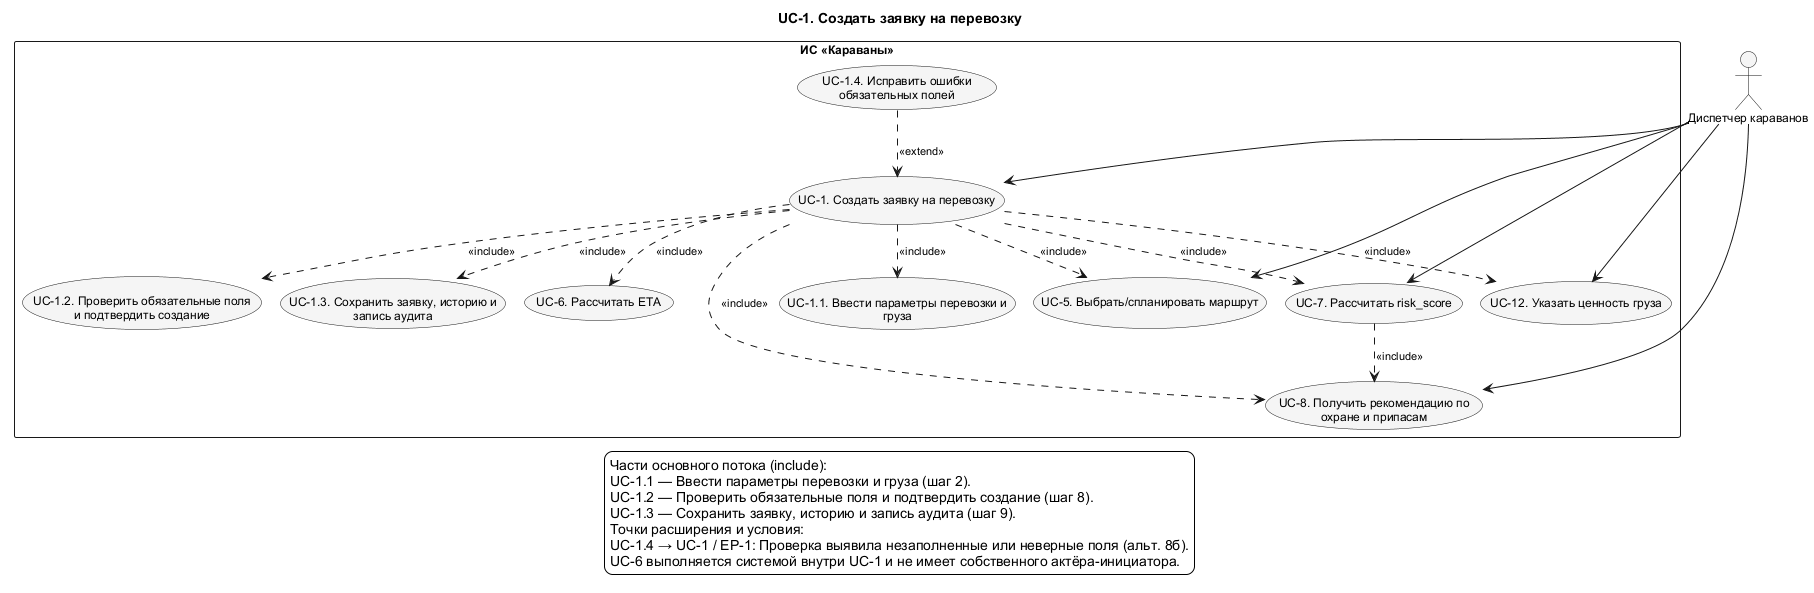 UC-1. Создать заявку на перевозку
ИС «Караваны»
UC-1.4. Исправить ошибки
обязательных полей
Диспетчер караванов
«extend»
UC-1. Создать заявку на перевозку
«include»
«include»
«include»
«include»
«include»
«include»
«include»
UC-1.2. Проверить обязательные поля
и подтвердить создание
UC-1.3. Сохранить заявку, историю и
запись аудита
UC-6. Рассчитать ETA
«include»
UC-1.1. Ввести параметры перевозки и
груза
UC-5. Выбрать/спланировать маршрут
UC-7. Рассчитать risk_score
UC-12. Указать ценность груза
«include»
UC-8. Получить рекомендацию по
охране и припасам
Части основного потока (include):
UC-1.1 — Ввести параметры перевозки и груза (шаг 2).
UC-1.2 — Проверить обязательные поля и подтвердить создание (шаг 8).
UC-1.3 — Сохранить заявку, историю и запись аудита (шаг 9).
Точки расширения и условия:
UC-1.4 → UC-1 / EP-1: Проверка выявила незаполненные или неверные поля (альт. 8б).
UC-6 выполняется системой внутри UC-1 и не имеет собственного актёра-инициатора.